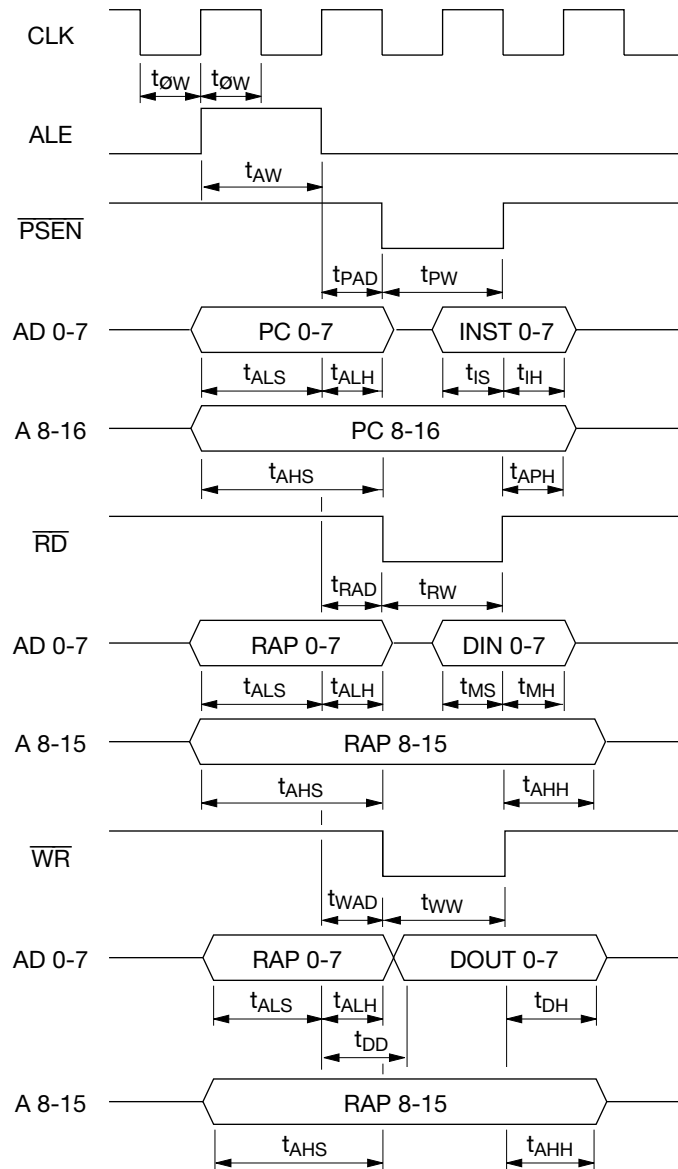 CLK
tøW tøW
ALE
tAW
PSEN
tPAD tPW
AD 0-7 PC 0-7 INST 0-7
tALS tALH tIS tIH
A 8-16 PC 8-16
tAHS tAPH
RD
tRAD tRW
AD 0-7 RAP 0-7 DIN 0-7
tALS tALH tMS tMH
A 8-15 RAP 8-15
tAHS tAHH
WR
tWAD tWW
AD 0-7 RAP 0-7 DOUT 0-7
tALS tALH tDH
tDD
A 8-15 RAP 8-15
tAHS tAHH